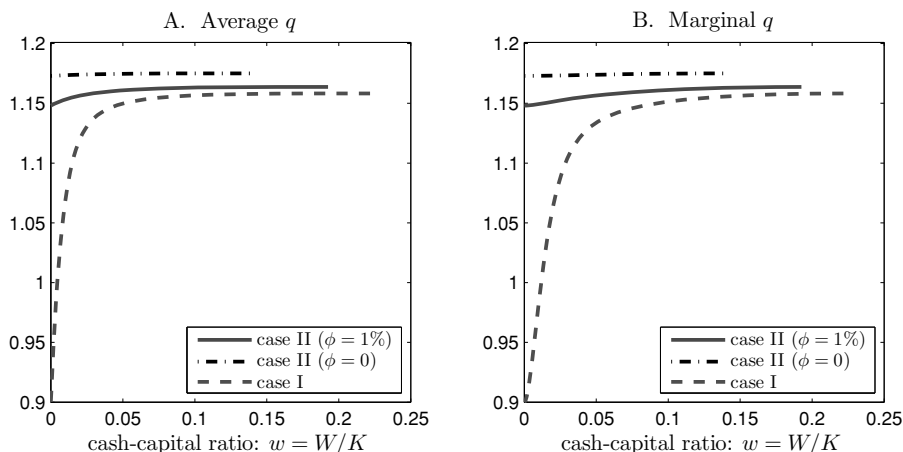 A. Average q
1.2
1.15
1.1
1.05
1
0.95
0.9
0
0.05
0.1
0.15
0.2
0.25
case II (ϕ = 1%)
case II (ϕ = 0)
case I
cash-capital ratio: w = W/K
B. Marginal q
1.2
1.15
1.1
1.05
1
0.95
0.9
0
0.05
0.1
0.15
0.2
0.25
case II (ϕ = 1%)
case II (ϕ = 0)
case I
cash-capital ratio: w = W/K